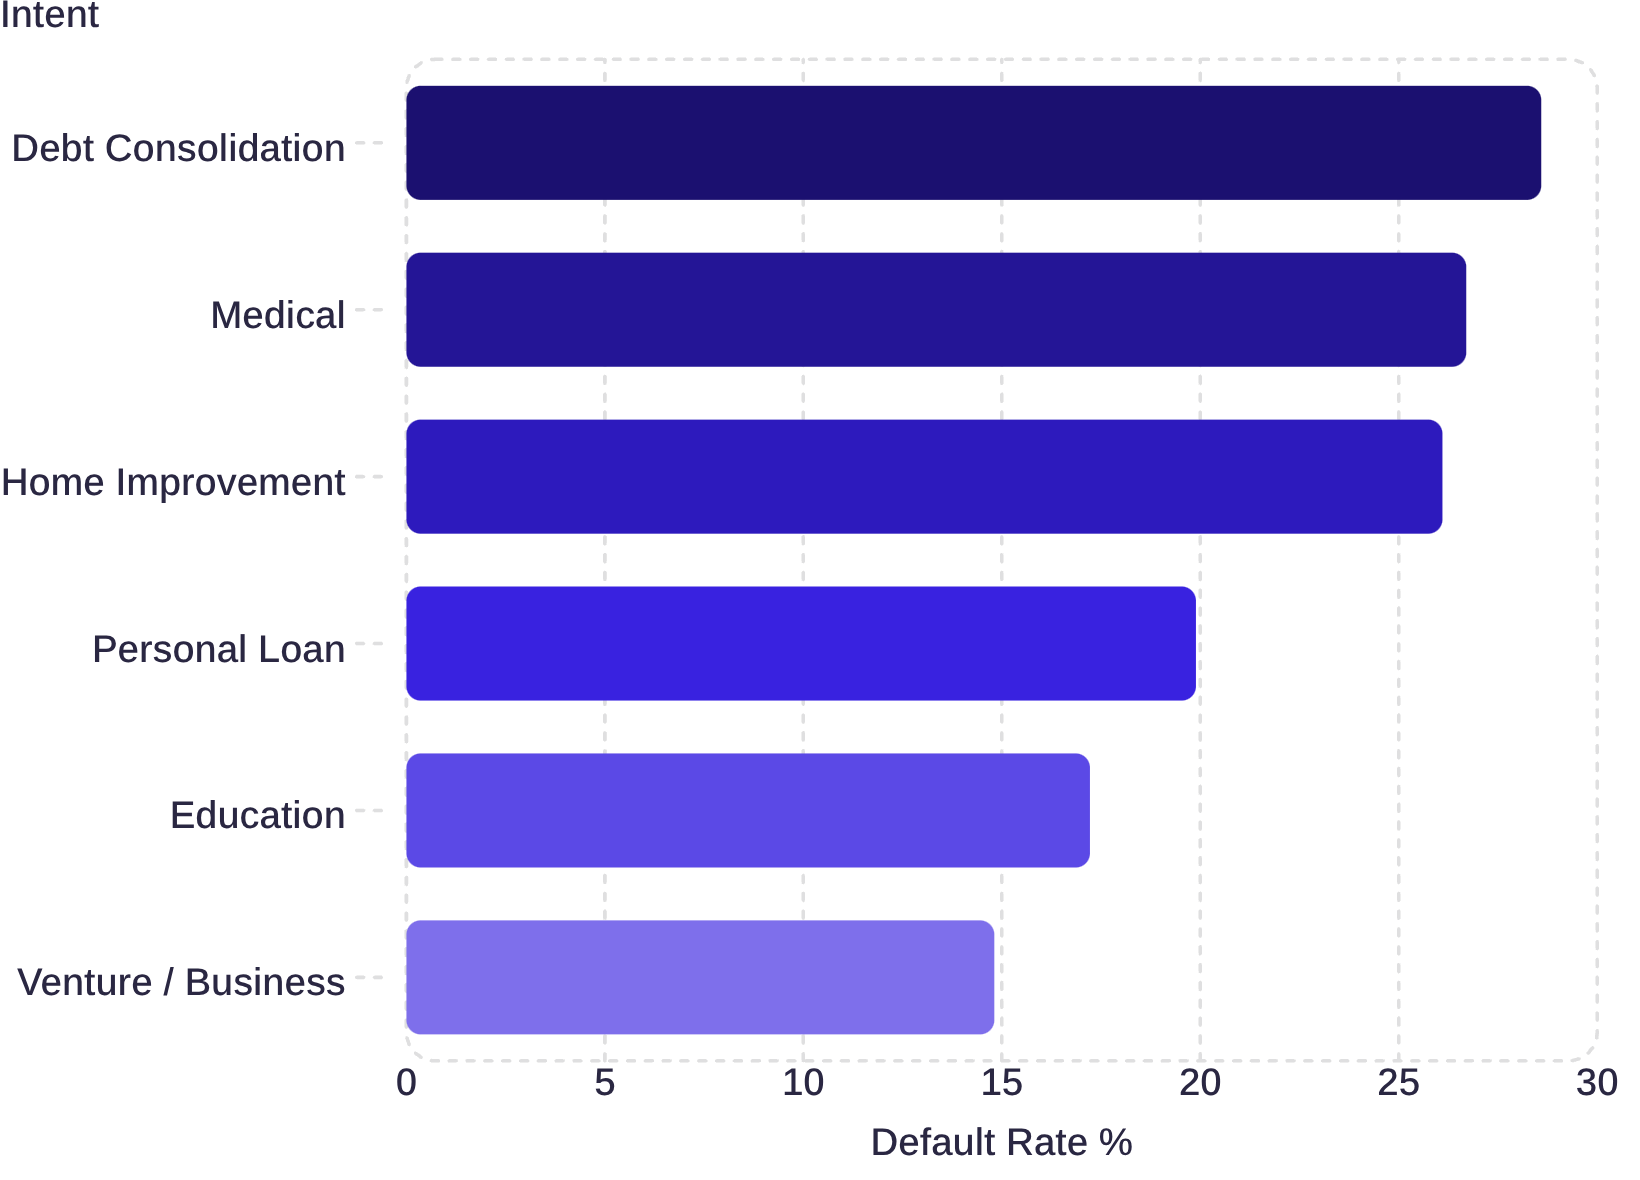 Intent
Debt Consolidation
Medical
Home Improvement
Personal Loan
Education
Venture / Business
0 5 10 15 20 25 30
Default Rate %